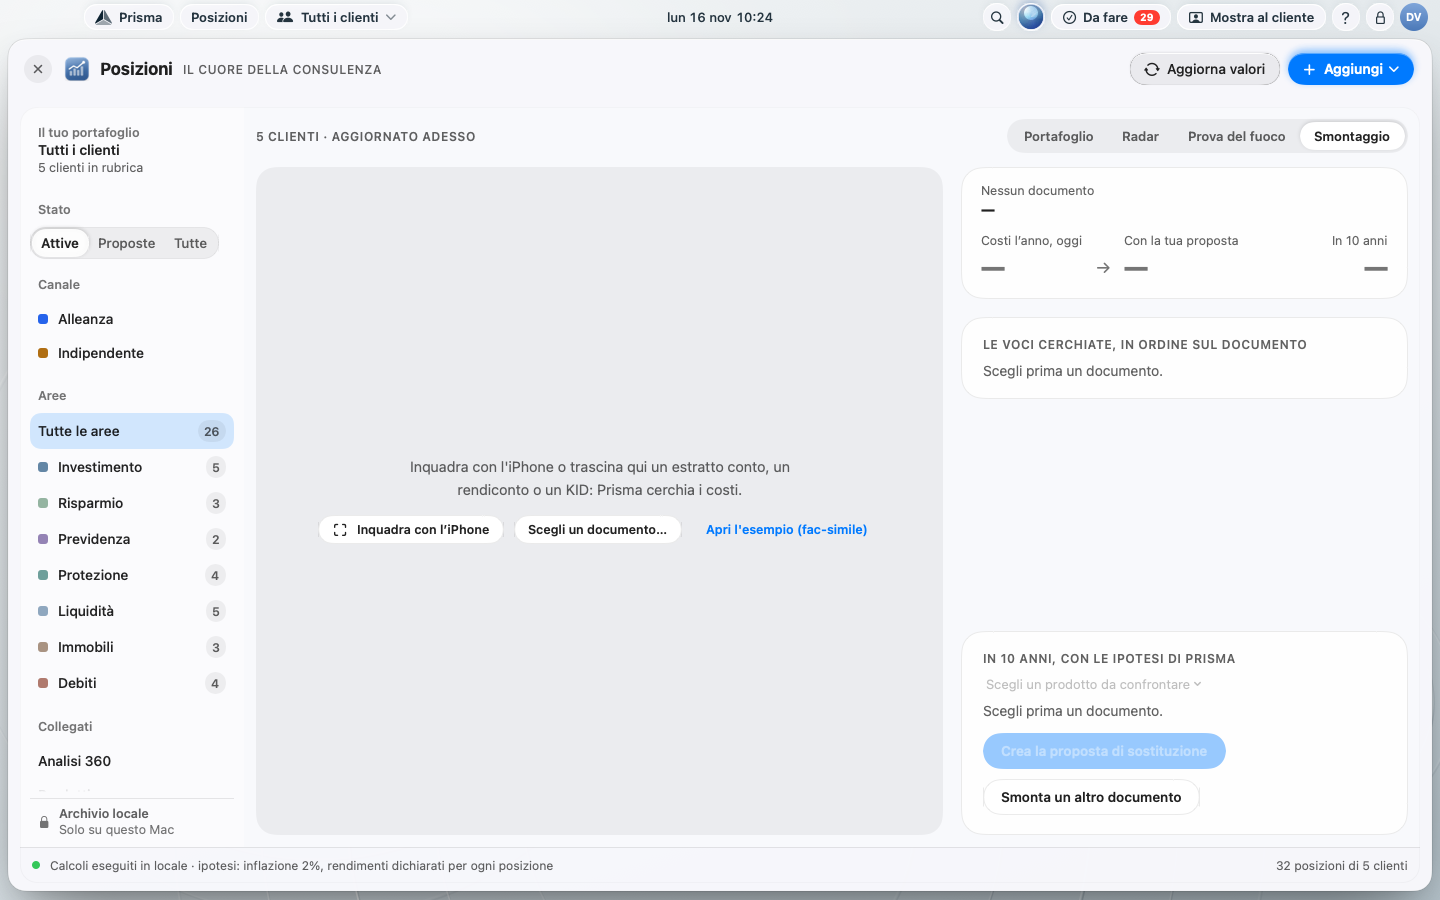 Prisma
Posizioni
Tutti i clienti
lun 16 nov 10:24
Da fare 29
Mostra al cliente
?
DV
Posizioni IL CUORE DELLA CONSULENZA
Aggiorna valori
+ Aggiungi
Il tuo portafoglio
Tutti i clienti
5 clienti in rubrica
Stato
Attive Proposte Tutte
Canale
Alleanza
Indipendente
Aree
Tutte le aree 26
Investimento 5
Risparmio 3
Previdenza 2
Protezione 4
Liquidità 5
Immobili 3
Debiti 4
Collegati
Analisi 360
Archivio locale
Solo su questo Mac
5 CLIENTI · AGGIORNATO ADESSO
Portafoglio Radar Prova del fuoco Smontaggio
Inquadra con l'iPhone o trascina qui un estratto conto, un
rendiconto o un KID: Prisma cerchia i costi.
Inquadra con l’iPhone
Scegli un documento...
Apri l'esempio (fac-simile)
Nessun documento
—
Costi l’anno, oggi Con la tua proposta In 10 anni
— → — —
LE VOCI CERCHIATE, IN ORDINE SUL DOCUMENTO
Scegli prima un documento.
IN 10 ANNI, CON LE IPOTESI DI PRISMA
Scegli un prodotto da confrontare
Scegli prima un documento.
Crea la proposta di sostituzione
Smonta un altro documento
Calcoli eseguiti in locale · ipotesi: inflazione 2%, rendimenti dichiarati per ogni posizione
32 posizioni di 5 clienti